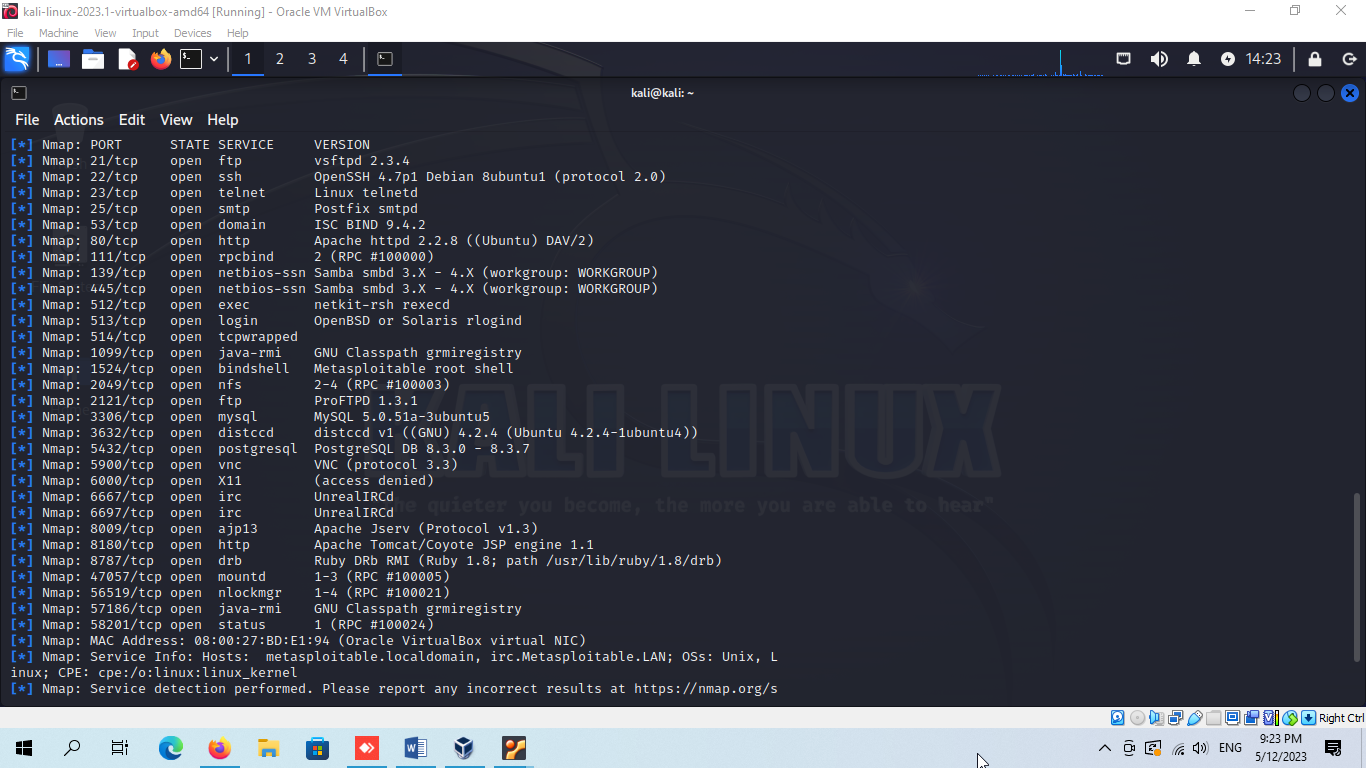 kali-linux-2023.1-virtualbox-amd64 [Running] - Oracle VM VirtualBox
File Machine View Input Devices Help
1 2 3 4 14:23
kali@kali: ~
File Actions Edit View Help
[*] Nmap: PORT      STATE SERVICE     VERSION
[*] Nmap: 21/tcp    open  ftp         vsftpd 2.3.4
[*] Nmap: 22/tcp    open  ssh         OpenSSH 4.7p1 Debian 8ubuntu1 (protocol 2.0)
[*] Nmap: 23/tcp    open  telnet      Linux telnetd
[*] Nmap: 25/tcp    open  smtp        Postfix smtpd
[*] Nmap: 53/tcp    open  domain      ISC BIND 9.4.2
[*] Nmap: 80/tcp    open  http        Apache httpd 2.2.8 ((Ubuntu) DAV/2)
[*] Nmap: 111/tcp   open  rpcbind     2 (RPC #100000)
[*] Nmap: 139/tcp   open  netbios-ssn Samba smbd 3.X - 4.X (workgroup: WORKGROUP)
[*] Nmap: 445/tcp   open  netbios-ssn Samba smbd 3.X - 4.X (workgroup: WORKGROUP)
[*] Nmap: 512/tcp   open  exec        netkit-rsh rexecd
[*] Nmap: 513/tcp   open  login       OpenBSD or Solaris rlogind
[*] Nmap: 514/tcp   open  tcpwrapped
[*] Nmap: 1099/tcp  open  java-rmi    GNU Classpath grmiregistry
[*] Nmap: 1524/tcp  open  bindshell   Metasploitable root shell
[*] Nmap: 2049/tcp  open  nfs         2-4 (RPC #100003)
[*] Nmap: 2121/tcp  open  ftp         ProFTPD 1.3.1
[*] Nmap: 3306/tcp  open  mysql       MySQL 5.0.51a-3ubuntu5
[*] Nmap: 3632/tcp  open  distccd     distccd v1 ((GNU) 4.2.4 (Ubuntu 4.2.4-1ubuntu4))
[*] Nmap: 5432/tcp  open  postgresql  PostgreSQL DB 8.3.0 - 8.3.7
[*] Nmap: 5900/tcp  open  vnc         VNC (protocol 3.3)
[*] Nmap: 6000/tcp  open  X11         (access denied)
[*] Nmap: 6667/tcp  open  irc         UnrealIRCd
[*] Nmap: 6697/tcp  open  irc         UnrealIRCd
[*] Nmap: 8009/tcp  open  ajp13       Apache Jserv (Protocol v1.3)
[*] Nmap: 8180/tcp  open  http        Apache Tomcat/Coyote JSP engine 1.1
[*] Nmap: 8787/tcp  open  drb         Ruby DRb RMI (Ruby 1.8; path /usr/lib/ruby/1.8/drb)
[*] Nmap: 47057/tcp open  mountd      1-3 (RPC #100005)
[*] Nmap: 56519/tcp open  nlockmgr    1-4 (RPC #100021)
[*] Nmap: 57186/tcp open  java-rmi    GNU Classpath grmiregistry
[*] Nmap: 58201/tcp open  status      1 (RPC #100024)
[*] Nmap: MAC Address: 08:00:27:BD:E1:94 (Oracle VirtualBox virtual NIC)
[*] Nmap: Service Info: Hosts:  metasploitable.localdomain, irc.Metasploitable.LAN; OSs: Unix, L
inux; CPE: cpe:/o:linux:linux_kernel
[*] Nmap: Service detection performed. Please report any incorrect results at https://nmap.org/s
KALI LINUX
he quieter you become, the more you are able to hear"
Right Ctrl
ENG
9:23 PM
5/12/2023